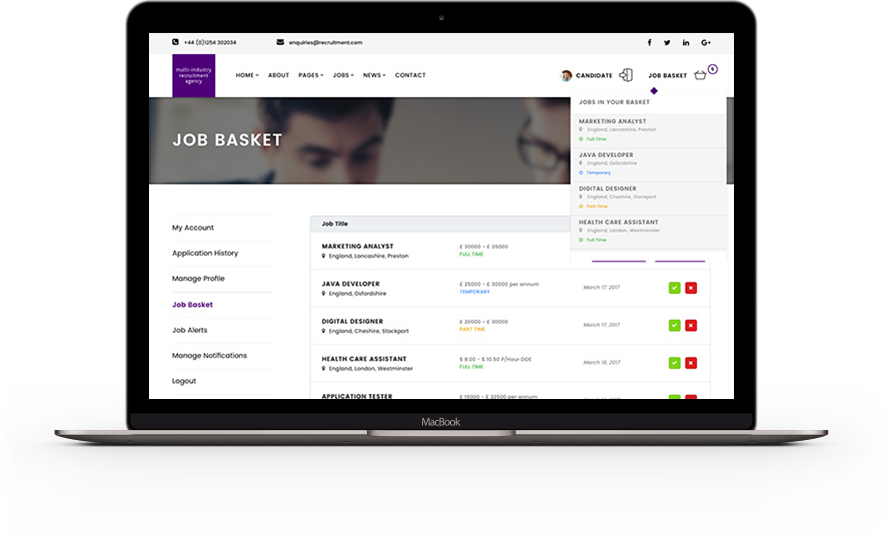 +44 (0)1254 302034
enquiries@recruitment.com
multi-industry
recruitment
agency
HOME
ABOUT
PAGES
JOBS
NEWS
CONTACT
CANDIDATE
JOB BASKET
JOBS IN YOUR BASKET
MARKETING ANALYST
England, Lancashire, Preston
Full Time
JAVA DEVELOPER
England, Oxfordshire
Temporary
DIGITAL DESIGNER
England, Cheshire, Stockport
Part Time
HEALTH CARE ASSISTANT
England, London, Westminster
Full Time
JOB BASKET
My Account
Application History
Manage Profile
Job Basket
Job Alerts
Manage Notifications
Logout
Job Title
MARKETING ANALYST
England, Lancashire, Preston
£ 30000 - £ 35000
FULL TIME
JAVA DEVELOPER
England, Oxfordshire
£ 25000 - £ 30000 per annum
TEMPORARY
March 17, 2017
DIGITAL DESIGNER
England, Cheshire, Stockport
£ 20000 - £ 30000
PART TIME
March 17, 2017
HEALTH CARE ASSISTANT
England, London, Westminster
$ 8.00 - $ 10.50 P/Hour DOE
FULL TIME
March 16, 2017
APPLICATION TESTER
£ 19000 - £ 32500 per annum
MacBook